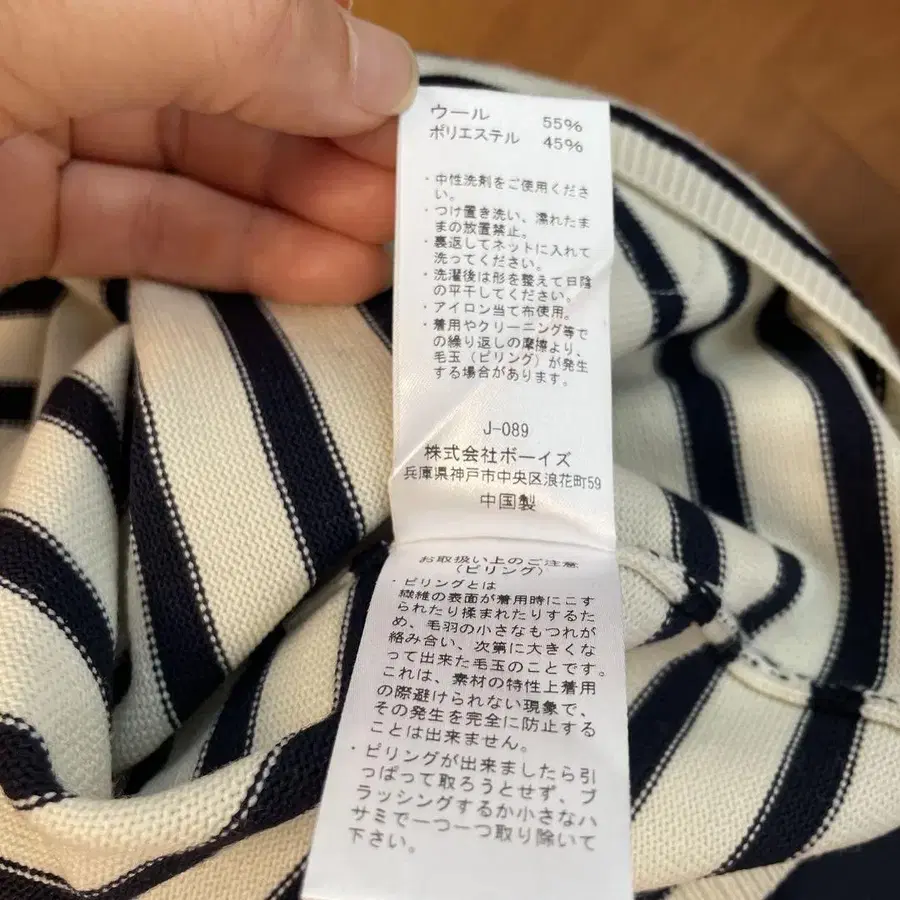 ウール 55%
ポリエステル 45%
・中性洗剤をご使用くださ
い。
・つけ置き洗い、濡れたま
まの放置禁止。
・裏返してネットに入れて
洗ってください。
・洗濯後は形を整えて日陰
の平干してください。
・アイロン当て布使用。
・着用やクリーニング等で
の繰り返しの摩擦より、
毛玉（ピリング）が発生
する場合があります。
J-089
株式会社ボーイズ
兵庫県神戸市中央区浪花町59
中国製
お取扱い上のご注意
（ピリング）
・ピリングとは
繊維の表面が着用時にこす
られたり揉まれたりするた
め、毛羽の小さなもつれが
絡み合い、次第に大きくな
って出来た毛玉のことです。
これは、素材の特性上着用
の際避けられない現象で、
その発生を完全に防止する
ことは出来ません。
・ピリングが出来ましたら引
っぱって取ろうとせず、ブ
ラッシングするか小さなハ
サミで一つ一つ取り除いて
下さい。